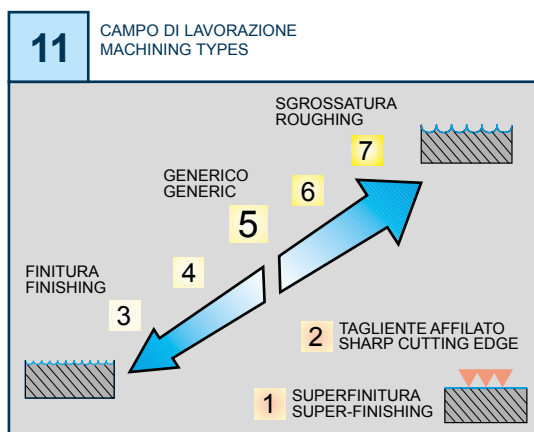 11
CAMPO DI LAVORAZIONE
MACHINING TYPES
SGROSSATURA
ROUGHING
7
GENERICO
GENERIC
6
5
FINITURA
FINISHING
4
3
2
TAGLIENTE AFFILATO
SHARP CUTTING EDGE
1
SUPERFINITURA
SUPER-FINISHING